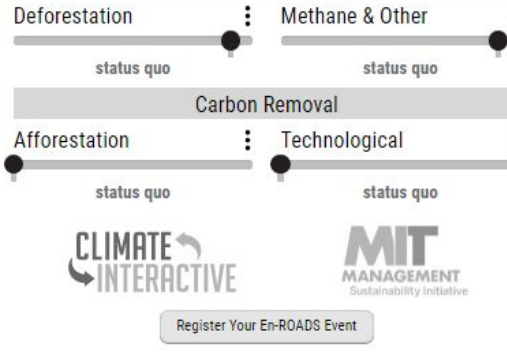 Deforestation Methane & Other
status quo status quo
Carbon Removal
Afforestation Technological
status quo status quo
CLIMATE MIT
INTERACTIVE MANAGEMENT
Sustainability Initiative
Register Your En-ROADS Event